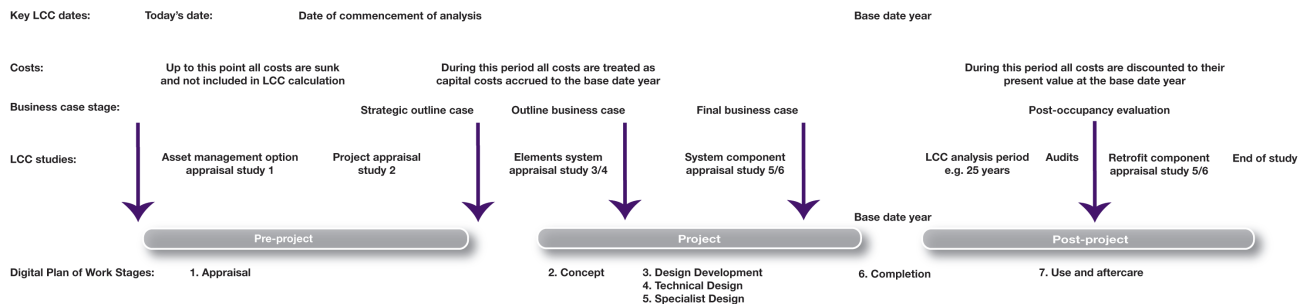 Key LCC dates: Today's date: Date of commencement of analysis Base date year
Costs: Up to this point all costs are sunk and not included in LCC calculation
During this period all costs are treated as capital costs accrued to the base date year
During this period all costs are discounted to their present value at the base date year
Business case stage: Strategic outline case Outline business case Final business case Post-occupancy evaluation
LCC studies:
Asset management option
appraisal study 1
Project appraisal
study 2
Elements system
appraisal study 3/4
System component
appraisal study 5/6
LCC analysis period
e.g. 25 years
Audits
Retrofit component
appraisal study 5/6
End of study
Base date year
Pre-project Project Post-project
Digital Plan of Work Stages: 1. Appraisal 2. Concept 3. Design Development
4. Technical Design
5. Specialist Design
6. Completion 7. Use and aftercare